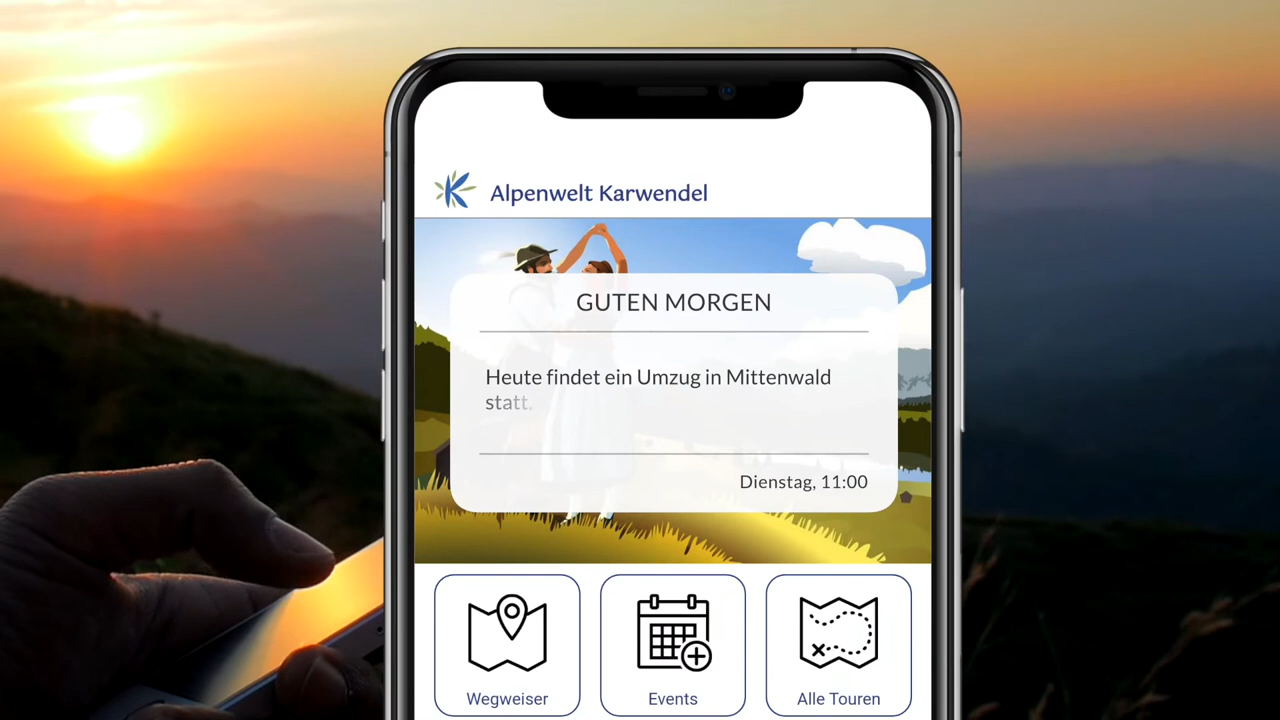 Alpenwelt Karwendel
GUTEN MORGEN
Heute findet ein Umzug in Mittenwald
statt.
Dienstag, 11:00
Wegweiser
Events
Alle Touren